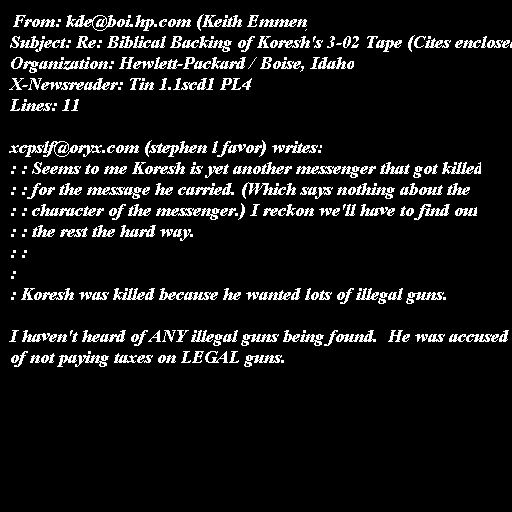 From: kde@boi.hp.com (Keith Emmen
Subject: Re: Biblical Backing of Koresh's 3-02 Tape (Cites enclose
Organization: Hewlett-Packard / Boise, Idaho
X-Newsreader: Tin 1.1scd1 PL4
Lines: 11

xcpslf@oryx.com (stephen l favor) writes:
: : Seems to me Koresh is yet another messenger that got killed
: : for the message he carried. (Which says nothing about the
: : character of the messenger.) I reckon we'll have to find out
: : the rest the hard way.
: :
:
: Koresh was killed because he wanted lots of illegal guns.

I haven't heard of ANY illegal guns being found.  He was accused
of not paying taxes on LEGAL guns.